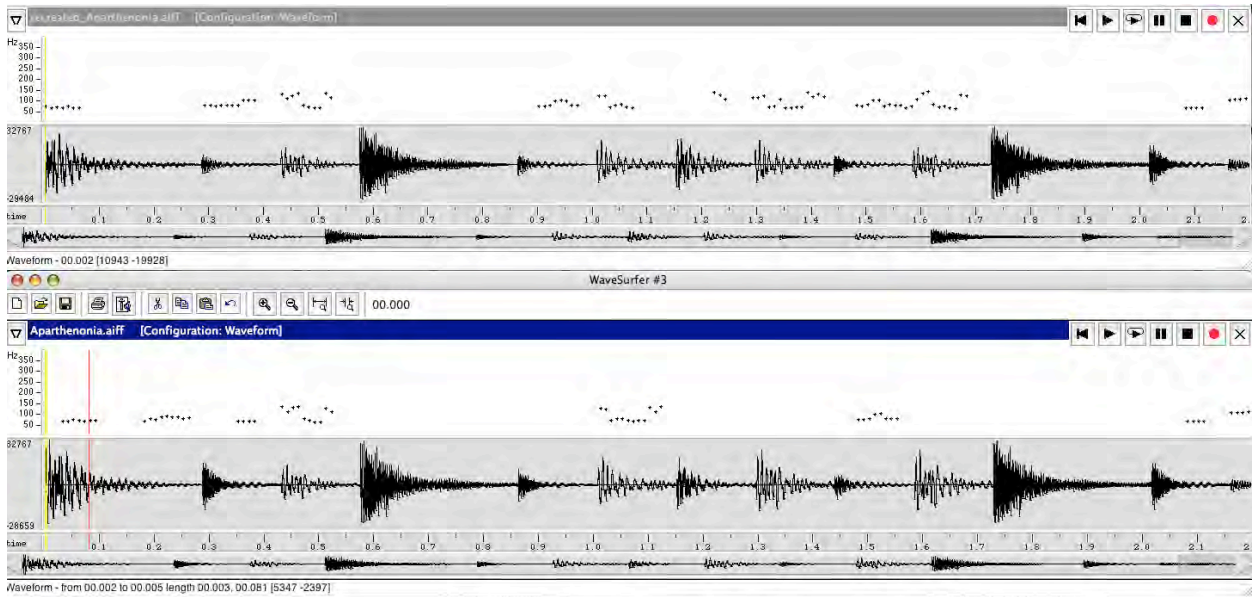 [Configuration: Waveform]
Hz
350
300
250
200
150
100
50
32767
-29484
time 0.1 0.2 0.3 0.4 0.5 0.6 0.7 0.8 0.9 1.0 1.1 1.2 1.3 1.4 1.5 1.6 1.7 1.8 1.9 2.0 2.1 2.
Waveform - 00.002 [10943 -19928]
WaveSurfer #3
00.000
Aparthenonia.aiff [Configuration: Waveform]
Hz
350
300
250
200
150
100
50
32767
-28659
time 0.1 0.2 0.3 0.4 0.5 0.6 0.7 0.8 0.9 1.0 1.1 1.2 1.3 1.4 1.5 1.6 1.7 1.8 1.9 2.0 2.1 2
Waveform - from 00.002 to 00.005 length 00.003, 00.081 [5347 -2397]